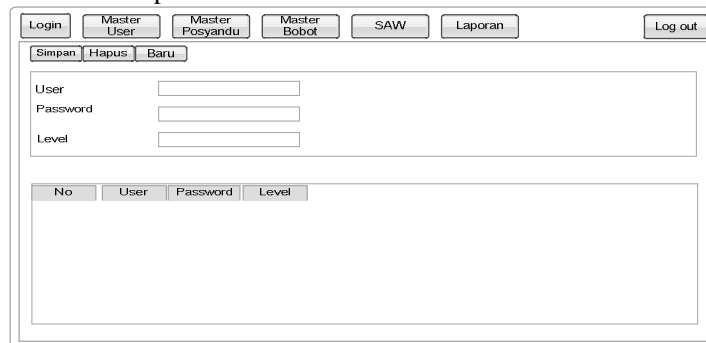 Login Master User Master Posyandu Master Bobot SAW Laporan Log out
Simpan Hapus Baru
User
Password
Level
No User Password Level